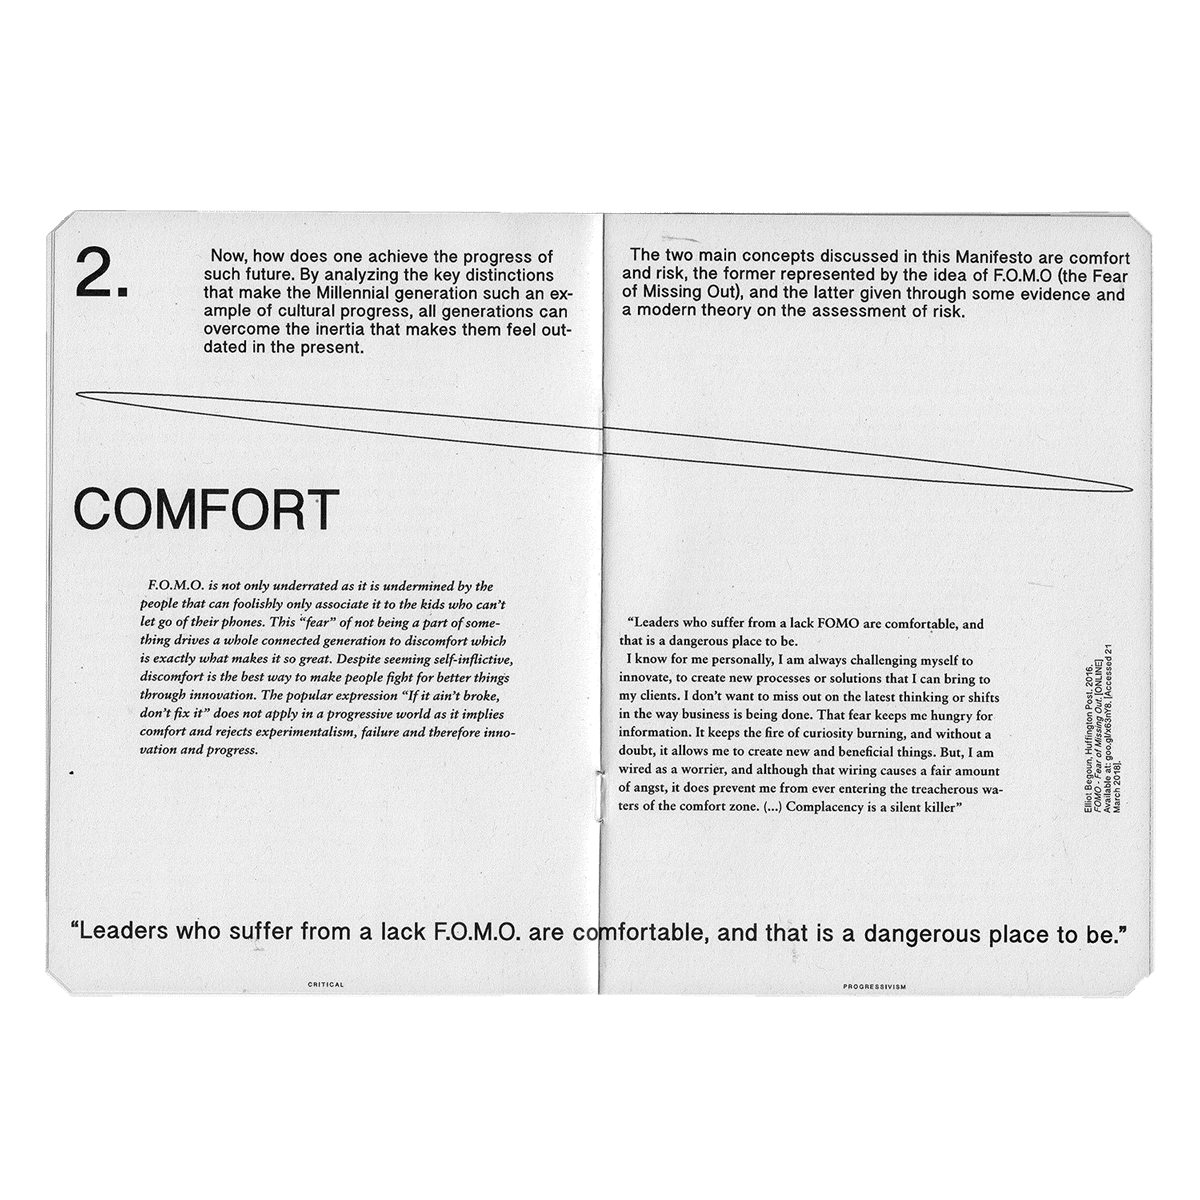 2.
Now, how does one achieve the progress of
such future. By analyzing the key distinctions
that make the Millennial generation such an ex-
ample of cultural progress, all generations can
overcome the inertia that makes them feel out-
dated in the present.
COMFORT
F.O.M.O. is not only underrated as it is undermined by the
people that can foolishly only associate it to the kids who can't
let go of their phones. This “fear” of not being a part of some-
thing drives a whole connected generation to discomfort which
is exactly what makes it so great. Despite seeming self-inflictive,
discomfort is the best way to make people fight for better things
through innovation. The popular expression “If it ain't broke,
don't fix it” does not apply in a progressive world as it implies
comfort and rejects experimentalism, failure and therefore inno-
vation and progress.
The two main concepts discussed in this Manifesto are comfort
and risk, the former represented by the idea of F.O.M.O (the Fear
of Missing Out), and the latter given through some evidence and
a modern theory on the assessment of risk.
“Leaders who suffer from a lack FOMO are comfortable, and
that is a dangerous place to be.
I know for me personally, I am always challenging myself to
innovate, to create new processes or solutions that I can bring to
my clients. I don't want to miss out on the latest thinking or shifts
in the way business is being done. That fear keeps me hungry for
information. It keeps the fire of curiosity burning, and without a
doubt, it allows me to create new and beneficial things. But, I am
wired as a worrier, and although that wiring causes a fair amount
of angst, it does prevent me from ever entering the treacherous wa-
ters of the comfort zone. (...) Complacency is a silent killer”
Elliot Begoun, Huffington Post. 2016.
FOMO - Fear of Missing Out. [ONLINE]
Available at: goo.gl/x63nY8. [Accessed 21
March 2018].
“Leaders who suffer from a lack F.O.M.O. are comfortable, and that is a dangerous place to be.”
CRITICAL
PROGRESSIVISM